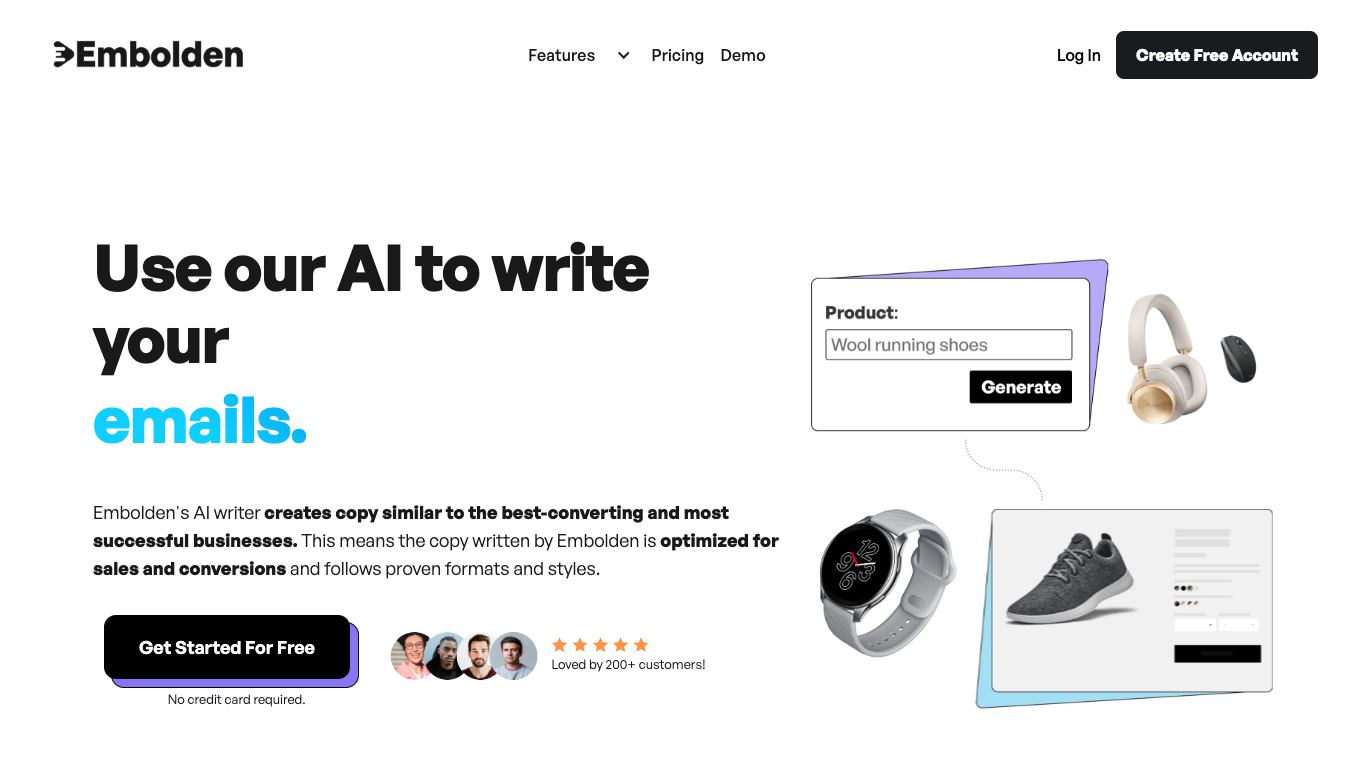 Embolden
Features
Pricing
Demo
Log In
Create Free Account
Use our AI to write
your
emails.
Embolden's AI writer creates copy similar to the best-converting and most
successful businesses. This means the copy written by Embolden is optimized for
sales and conversions and follows proven formats and styles.
Get Started For Free
No credit card required.
Loved by 200+ customers!
Product:
Wool running shoes
Generate
12
9 3
6